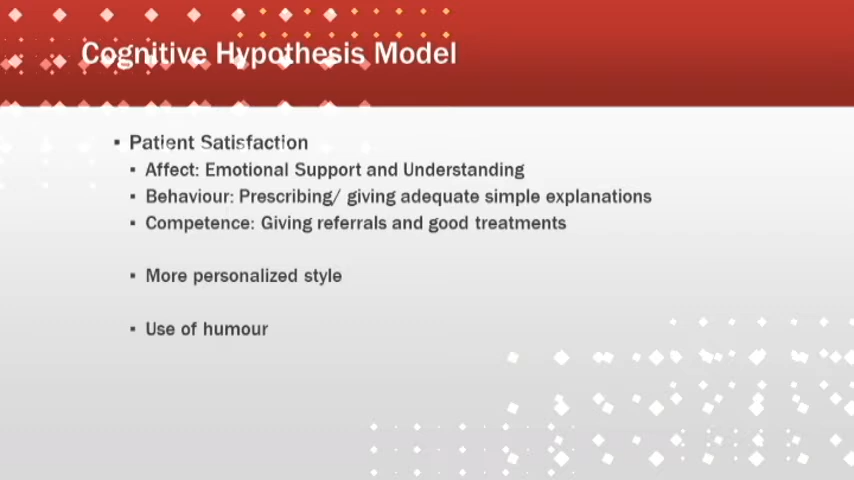 Cognitive Hypothesis Model
▪ Patient Satisfaction
▪ Affect: Emotional Support and Understanding
▪ Behaviour: Prescribing/ giving adequate simple explanations
▪ Competence: Giving referrals and good treatments
▪ More personalized style
▪ Use of humour